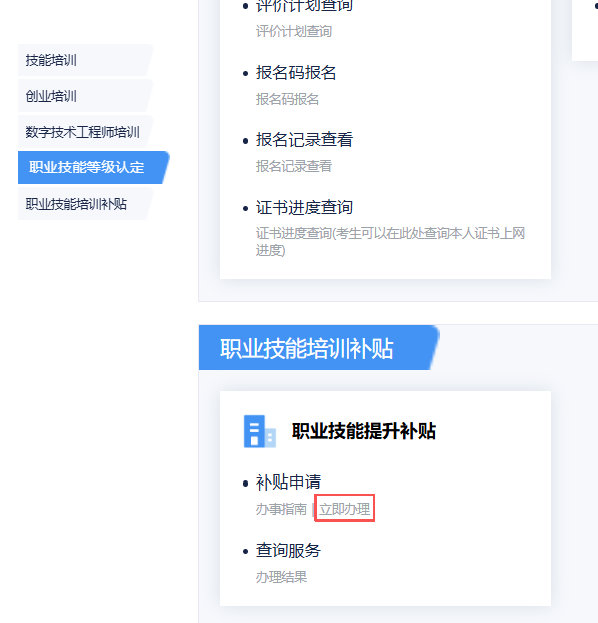 评价计划查询
评价计划查询
报名码报名
报名码报名
报名记录查看
报名记录查看
证书进度查询
证书进度查询(考生可以在此处查询本人证书上网
进度)
技能培训
创业培训
数字技术工程师培训
职业技能等级认定
职业技能培训补贴
职业技能培训补贴
职业技能提升补贴
补贴申请
办事指南 | 立即办理
查询服务
办理结果